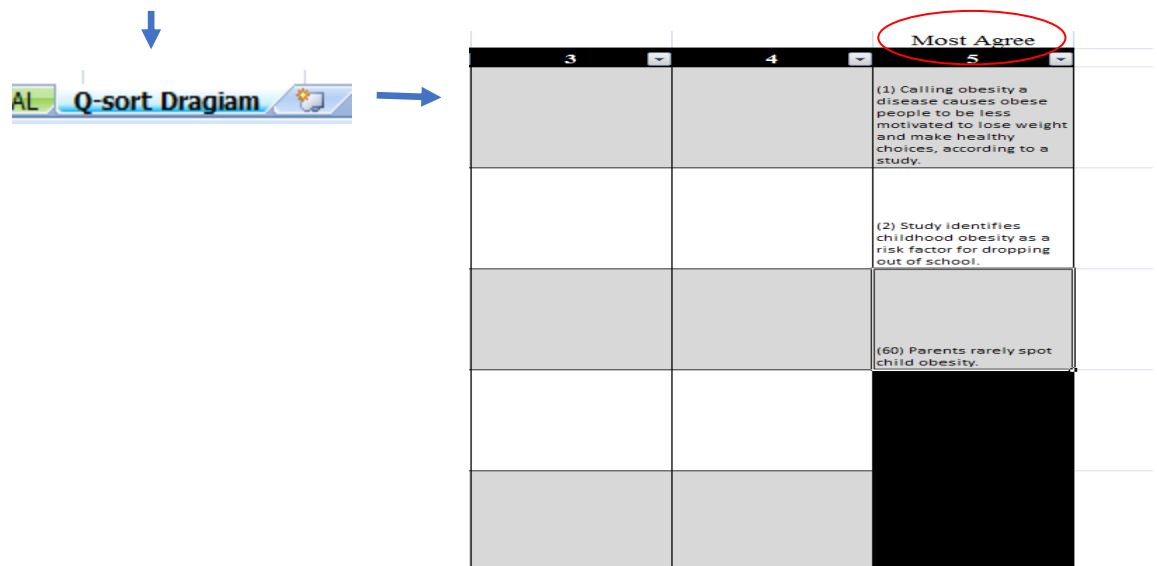 Most Agree
3 4 5
AL Q-sort Dragiam
(1) Calling obesity a
disease causes obese
people to be less
motivated to lose weight
and make healthy
choices, according to a
study.
(2) Study identifies
childhood obesity as a
risk factor for dropping
out of school.
(60) Parents rarely spot
child obesity.